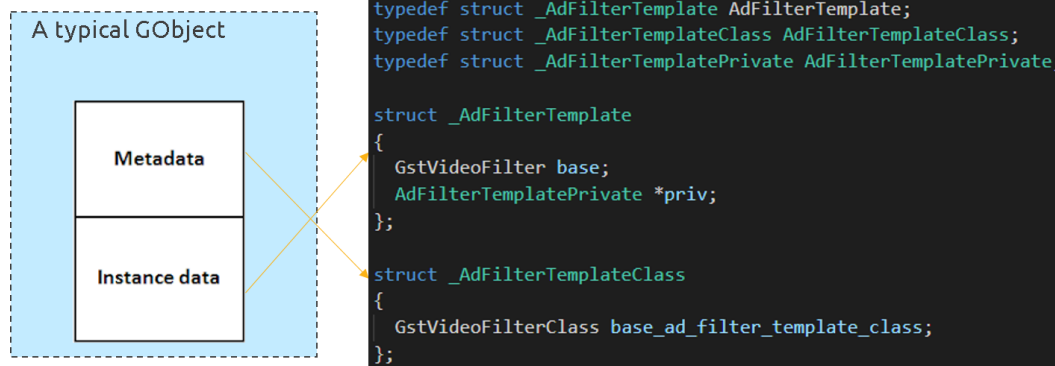 A typical GObject
Metadata
Instance data
typedef struct _AdFilterTemplate AdFilterTemplate;
typedef struct _AdFilterTemplateClass AdFilterTemplateClass;
typedef struct _AdFilterTemplatePrivate AdFilterTemplatePrivate
struct _AdFilterTemplate
{
GstVideoFilter base;
AdFilterTemplatePrivate *priv;
};
struct _AdFilterTemplateClass
{
GstVideoFilterClass base_ad_filter_template_class;
};